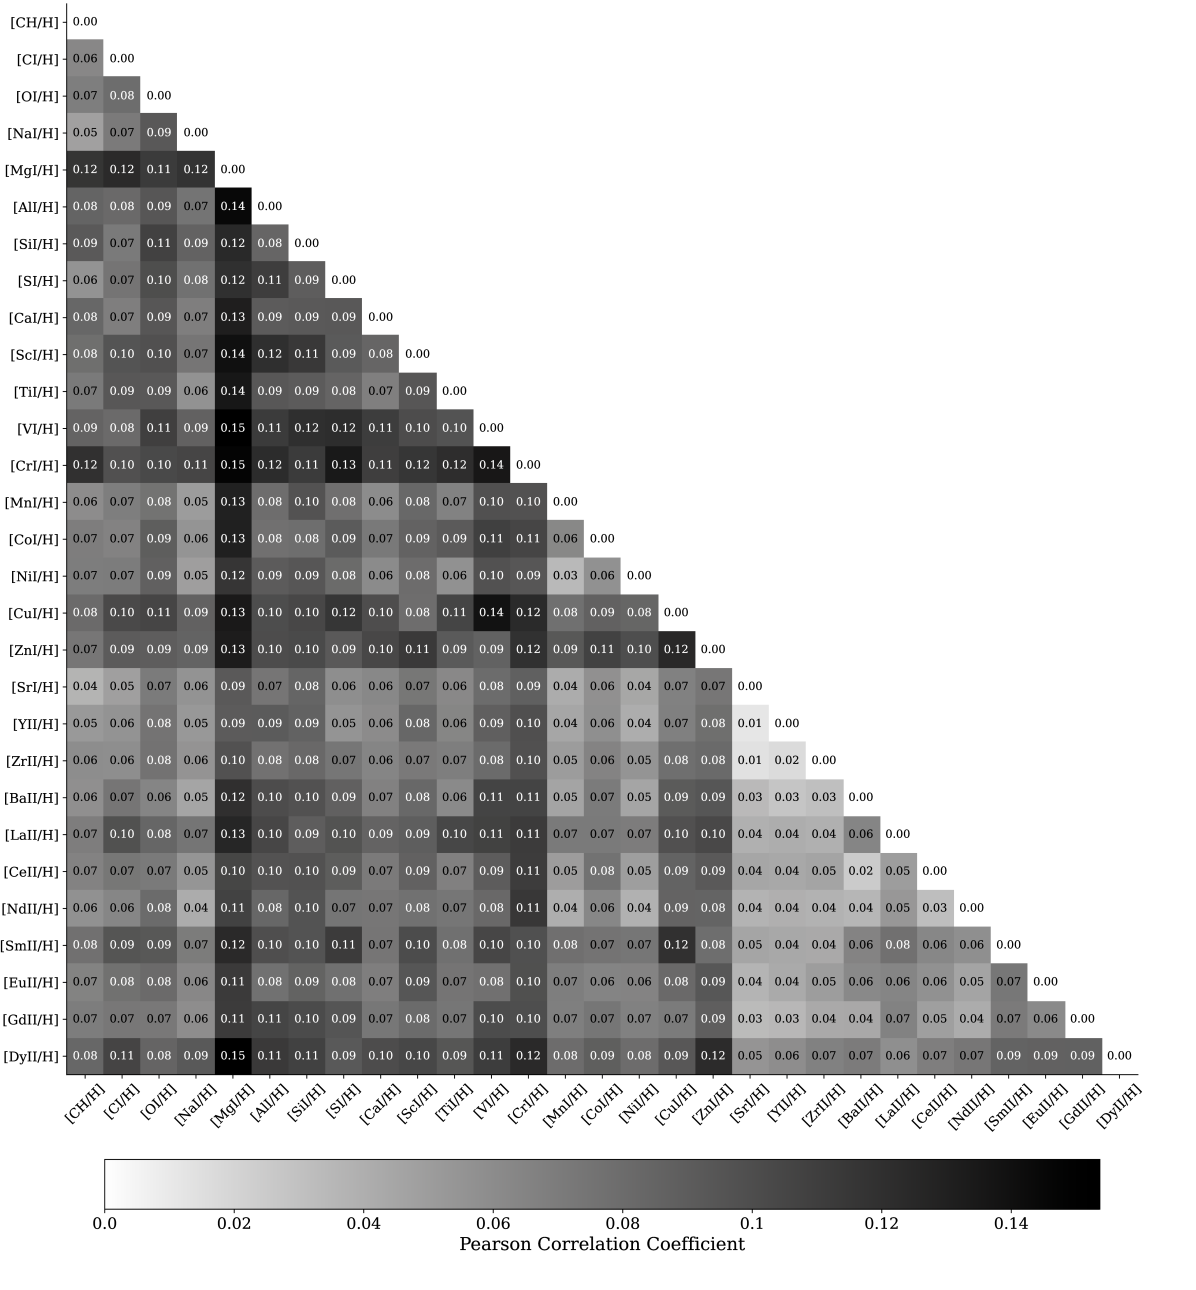 [CH/H] 0.00
[CI/H] 0.06 0.00
[OI/H] 0.07 0.08 0.00
[NaI/H] 0.05 0.07 0.09 0.00
[MgI/H] 0.12 0.12 0.11 0.12 0.00
[AlI/H] 0.08 0.08 0.09 0.07 0.14 0.00
[SiI/H] 0.09 0.07 0.11 0.09 0.12 0.08 0.00
[SI/H] 0.06 0.07 0.10 0.08 0.12 0.11 0.09 0.00
[CaI/H] 0.08 0.07 0.09 0.07 0.13 0.09 0.09 0.09 0.00
[ScI/H] 0.08 0.10 0.10 0.07 0.14 0.12 0.11 0.09 0.08 0.00
[TiI/H] 0.07 0.09 0.09 0.06 0.14 0.09 0.09 0.08 0.07 0.09 0.00
[VI/H] 0.09 0.08 0.11 0.09 0.15 0.11 0.12 0.12 0.11 0.10 0.10 0.00
[CrI/H] 0.12 0.10 0.10 0.11 0.15 0.12 0.11 0.13 0.11 0.12 0.12 0.14 0.00
[MnI/H] 0.06 0.07 0.08 0.05 0.13 0.08 0.10 0.08 0.06 0.08 0.07 0.10 0.10 0.00
[CoI/H] 0.07 0.07 0.09 0.06 0.13 0.08 0.08 0.09 0.07 0.09 0.09 0.11 0.11 0.06 0.00
[NiI/H] 0.07 0.07 0.09 0.05 0.12 0.09 0.09 0.08 0.06 0.08 0.06 0.10 0.09 0.03 0.06 0.00
[CuI/H] 0.08 0.10 0.11 0.09 0.13 0.10 0.10 0.12 0.10 0.08 0.11 0.14 0.12 0.08 0.09 0.08 0.00
[ZnI/H] 0.07 0.09 0.09 0.09 0.13 0.10 0.10 0.09 0.10 0.11 0.09 0.09 0.12 0.09 0.11 0.10 0.12 0.00
[SrI/H] 0.04 0.05 0.07 0.06 0.09 0.07 0.08 0.06 0.06 0.07 0.06 0.08 0.09 0.04 0.06 0.04 0.07 0.07 0.00
[YII/H] 0.05 0.06 0.08 0.05 0.09 0.09 0.09 0.05 0.06 0.08 0.06 0.09 0.10 0.04 0.06 0.04 0.07 0.08 0.01 0.00
[ZrII/H] 0.06 0.06 0.08 0.06 0.10 0.08 0.08 0.07 0.06 0.07 0.07 0.08 0.10 0.05 0.06 0.05 0.08 0.08 0.01 0.02 0.00
[BaII/H] 0.06 0.07 0.06 0.05 0.12 0.10 0.10 0.09 0.07 0.08 0.06 0.11 0.11 0.05 0.07 0.05 0.09 0.09 0.03 0.03 0.03 0.00
[LaII/H] 0.07 0.10 0.08 0.07 0.13 0.10 0.09 0.10 0.09 0.09 0.10 0.11 0.11 0.07 0.07 0.07 0.10 0.10 0.04 0.04 0.04 0.06 0.00
[CeII/H] 0.07 0.07 0.07 0.05 0.10 0.10 0.10 0.09 0.07 0.09 0.07 0.09 0.11 0.05 0.08 0.05 0.09 0.09 0.04 0.04 0.05 0.02 0.05 0.00
[NdII/H] 0.06 0.06 0.08 0.04 0.11 0.08 0.10 0.07 0.07 0.08 0.07 0.08 0.11 0.04 0.06 0.04 0.09 0.08 0.04 0.04 0.04 0.04 0.05 0.03 0.00
[SmII/H] 0.08 0.09 0.09 0.07 0.12 0.10 0.10 0.11 0.07 0.10 0.08 0.10 0.10 0.08 0.07 0.07 0.12 0.08 0.05 0.04 0.04 0.06 0.08 0.06 0.06 0.00
[EuII/H] 0.07 0.08 0.08 0.06 0.11 0.08 0.09 0.08 0.07 0.09 0.07 0.08 0.10 0.07 0.06 0.06 0.08 0.09 0.04 0.04 0.05 0.06 0.06 0.06 0.05 0.07 0.00
[GdII/H] 0.07 0.07 0.07 0.06 0.11 0.11 0.10 0.09 0.07 0.08 0.07 0.10 0.10 0.07 0.07 0.07 0.07 0.09 0.03 0.03 0.04 0.04 0.07 0.05 0.04 0.07 0.06 0.00
[DyII/H] 0.08 0.11 0.08 0.09 0.15 0.11 0.11 0.09 0.10 0.10 0.09 0.11 0.12 0.08 0.09 0.08 0.09 0.12 0.05 0.06 0.07 0.07 0.06 0.07 0.07 0.09 0.09 0.09 0.00
[CH/H] [CI/H] [OI/H] [NaI/H] [MgI/H] [AlI/H] [SiI/H] [SI/H] [CaI/H] [ScI/H] [TiI/H] [VI/H] [CrI/H] [MnI/H] [CoI/H] [NiI/H] [CuI/H] [ZnI/H] [SrI/H] [YII/H] [ZrII/H] [BaII/H] [LaII/H] [CeII/H] [NdII/H] [SmII/H] [EuII/H] [GdII/H] [DyII/H]
0.0 0.02 0.04 0.06 0.08 0.1 0.12 0.14
Pearson Correlation Coefficient